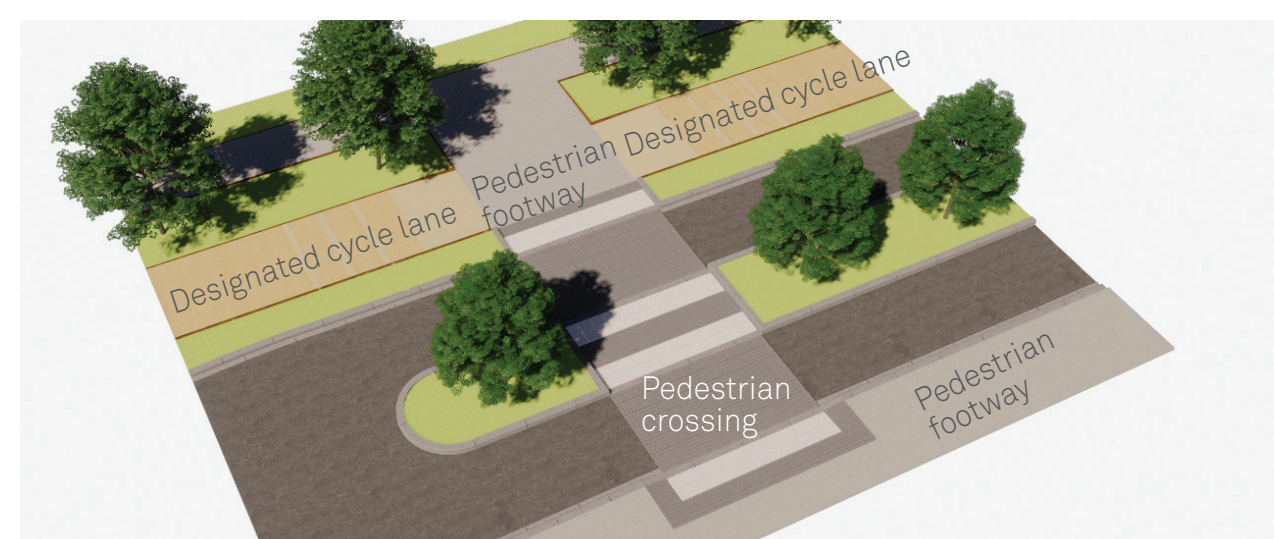 Designated cycle lane
Pedestrian
footway
Designated cycle lane
Pedestrian
crossing
Pedestrian
footway